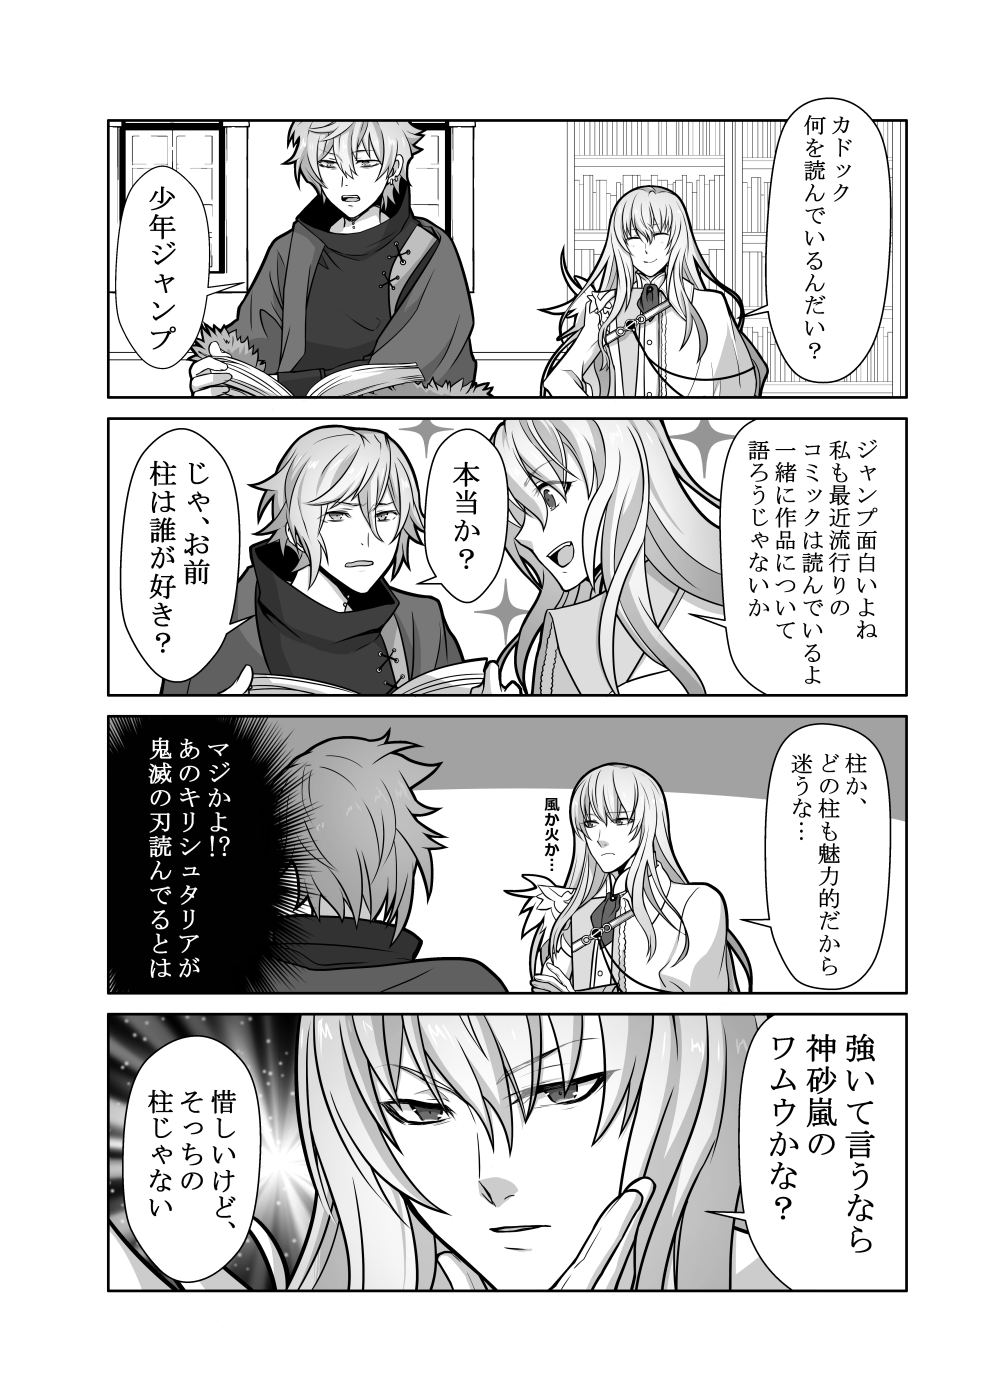 カドック
何を読んでいるんだい？
少年ジャンプ
ジャンプ面白いよね
私も最近流行りの
コミックは読んでいるよ
一緒に作品について
語ろうじゃないか
本当か？
じゃ、お前
柱は誰が好き？
柱か、
どの柱も魅力的だから
迷うな…
風か火か…
マジかよ!?
あのキリシュタリアが
鬼滅の刃読んでるとは
強いて言うなら
神砂嵐の
ワムウかな？
惜しいけど、
そっちの
柱じゃない